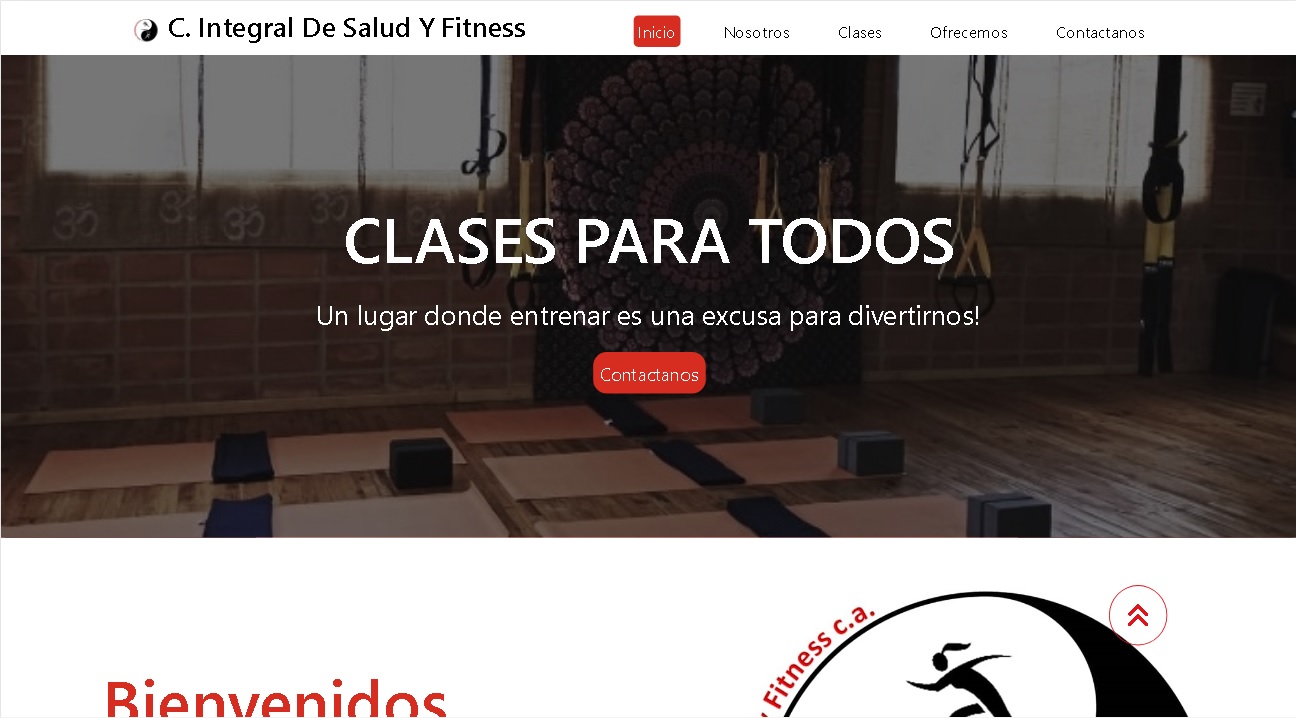 C. Integral De Salud Y Fitness
Inicio
Nosotros
Clases
Ofrecemos
Contactanos
CLASES PARA TODOS
Un lugar donde entrenar es una excusa para divertirnos!
Contactanos
y Fitness c.a.
Bienvenidos